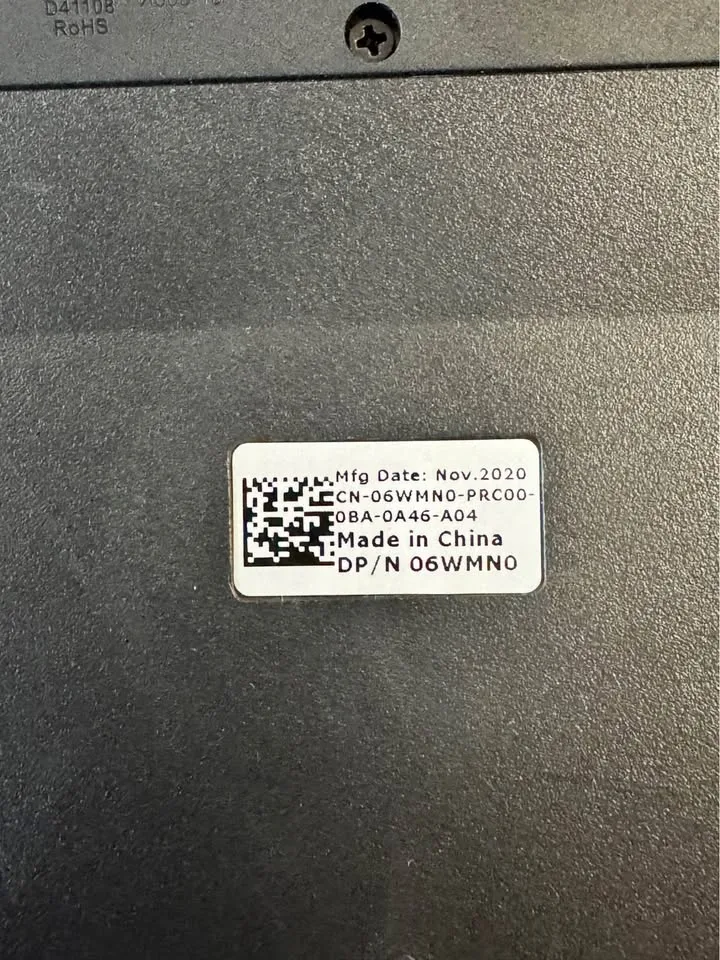 D41108
RoHS
Mfg Date: Nov.2020
CN-06WMN0-PRC00-
0BA-0A46-A04
Made in China
DP/N 06WMN0